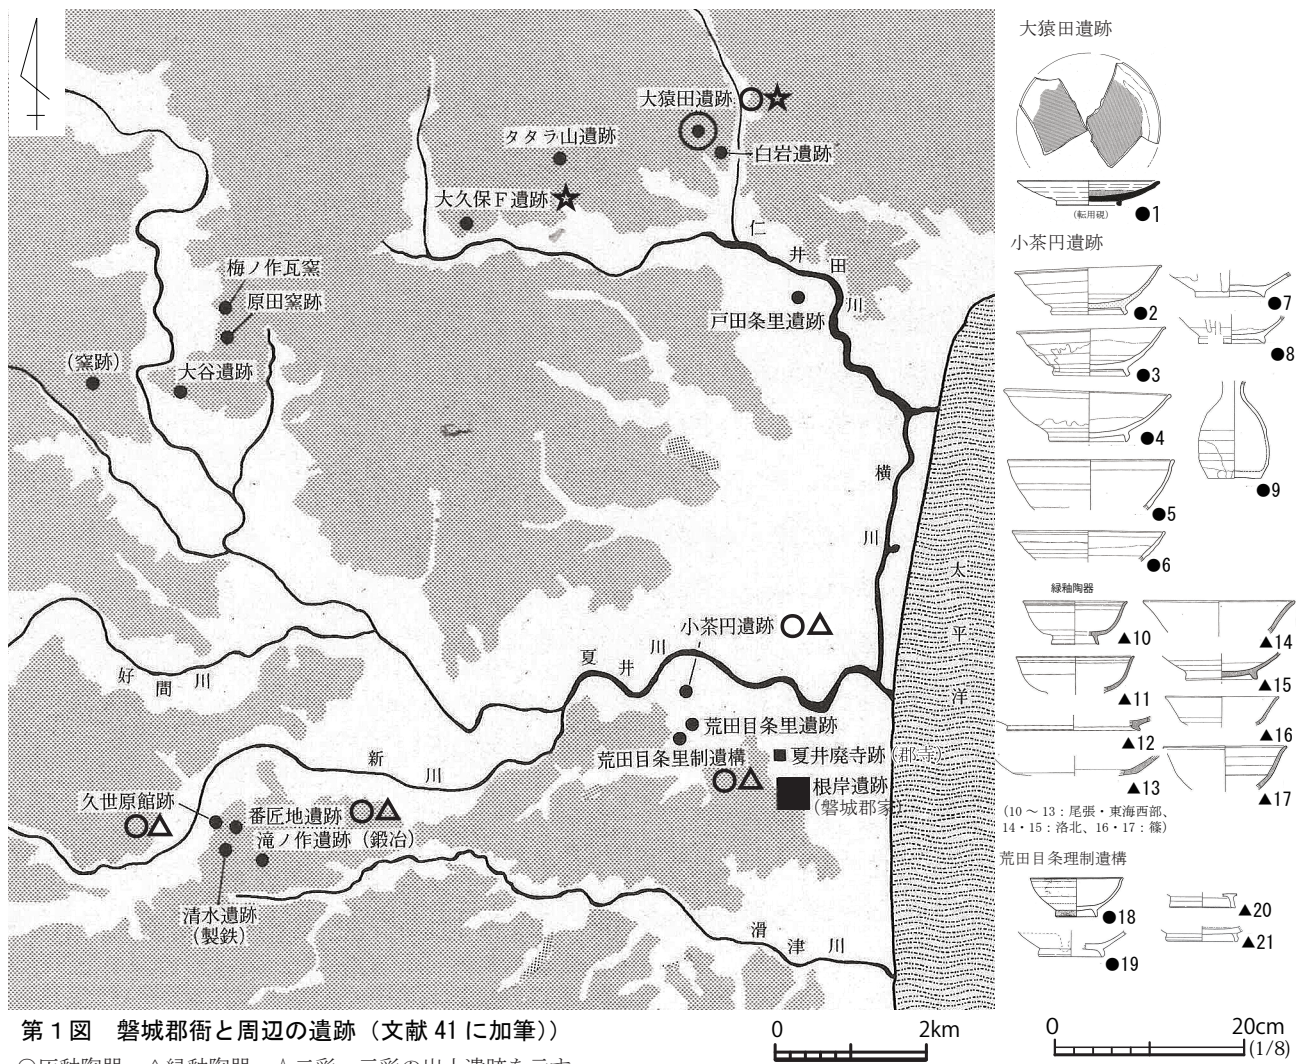 大猿田遺跡
タタラ山遺跡
白岩遺跡
大久保F遺跡
仁井田川
梅ノ作瓦窯
原田窯跡
戸田条里遺跡
(窯跡)
大谷遺跡
横川
太平洋
小茶円遺跡
夏井川
好間川
荒田目条里遺跡
荒田目条里制遺構
夏井廃寺跡(郡寺)
新川
根岸遺跡
(磐城郡家)
久世原館跡
番匠地遺跡
滝ノ作遺跡(鍛冶)
清水遺跡
(製鉄)
滑津川
第1図 磐城郡衙と周辺の遺跡(文献41に加筆))
0 2km
大猿田遺跡
(転用硯)
●1
小茶円遺跡
●2
●3
●4
●5
●6
●7
●8
●9
緑釉陶器
▲10
▲11
▲12
▲13
▲14
▲15
▲16
▲17
(10~13:尾張・東海西部、
14・15:洛北、16・17:篠)
荒田目条理制遺構
●18
●19
▲20
▲21
0 20cm
(1/8)